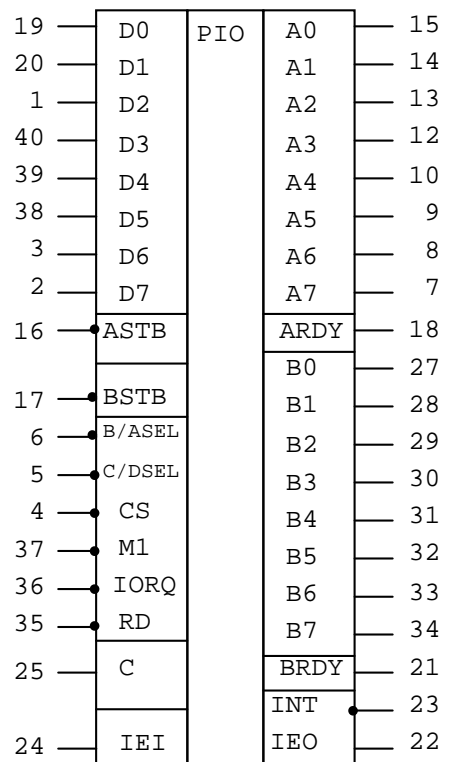 19 D0 PIO A0 15
20 D1 A1 14
1 D2 A2 13
40 D3 A3 12
39 D4 A4 10
38 D5 A5 9
3 D6 A6 8
2 D7 A7 7
16 ASTB ARDY 18
B0 27
17 BSTB B1 28
6 B/ASEL B2 29
5 C/DSEL B3 30
4 CS B4 31
37 M1 B5 32
36 IORQ B6 33
35 RD B7 34
25 C BRDY 21
INT 23
24 IEI IEO 22